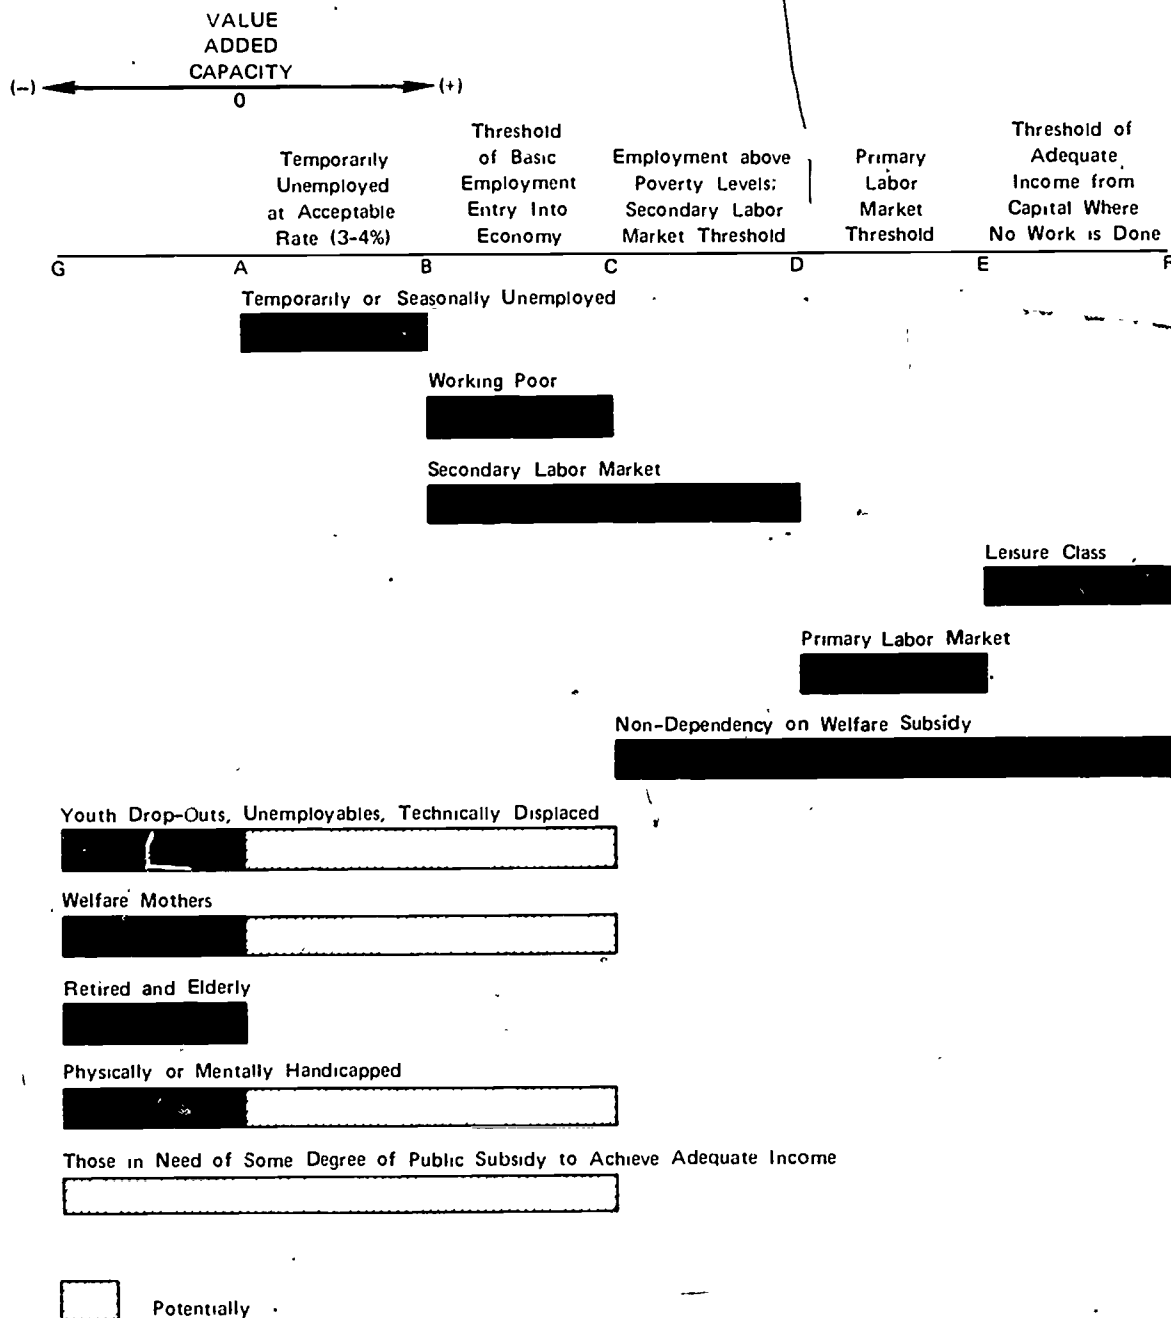 VALUE
ADDED
CAPACITY
(−) (+)
0
Temporarily
Unemployed
at Acceptable
Rate (3-4%)
Threshold
of Basic
Employment
Entry Into
Economy
Employment above
Poverty Levels;
Secondary Labor
Market Threshold
Primary
Labor
Market
Threshold
Threshold of
Adequate
Income from
Capital Where
No Work is Done
G A B C D E F
Temporarily or Seasonally Unemployed
Working Poor
Secondary Labor Market
Leisure Class
Primary Labor Market
Non-Dependency on Welfare Subsidy
Youth Drop-Outs, Unemployables, Technically Displaced
Welfare Mothers
Retired and Elderly
Physically or Mentally Handicapped
Those in Need of Some Degree of Public Subsidy to Achieve Adequate Income
Potentially